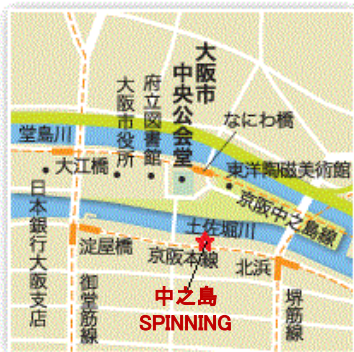 大阪市
中央公会堂
府立図書館
大阪市役所
なにわ橋
堂島川
大江橋
東洋陶磁美術館
京阪中之島線
日本銀行大阪支店
土佐堀川
淀屋橋
京阪本線
北浜
御堂筋線
堺筋線
中之島
SPINNING